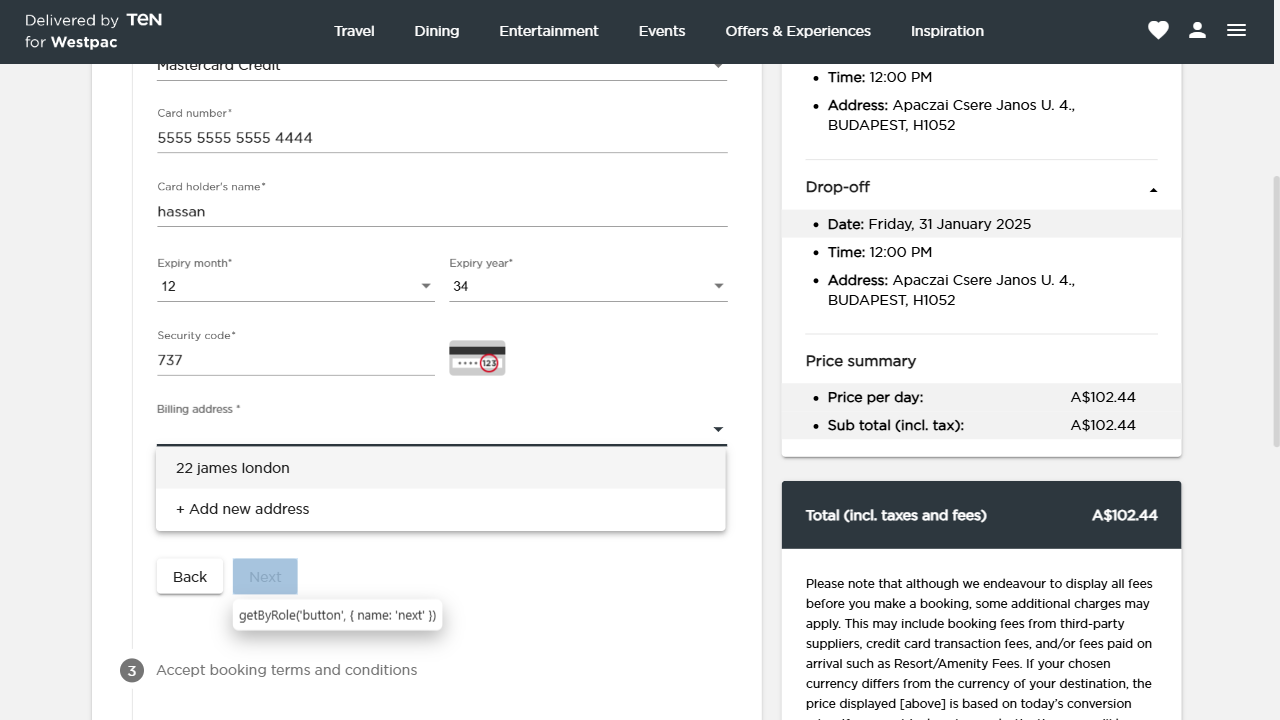 Delivered by TEN
for Westpac
Travel
Dining
Entertainment
Events
Offers & Experiences
Inspiration
Mastercard Credit
Card number*
5555 5555 5555 4444
Card holder's name*
hassan
Expiry month*
12
Expiry year*
34
Security code*
737
123
Billing address *
22 james london
+ Add new address
Back
Next
getByRole('button', { name: 'next' })
3
Accept booking terms and conditions
Time: 12:00 PM
Address: Apaczai Csere Janos U. 4.,
BUDAPEST, H1052
Drop-off
Date: Friday, 31 January 2025
Time: 12:00 PM
Address: Apaczai Csere Janos U. 4.,
BUDAPEST, H1052
Price summary
Price per day: A$102.44
Sub total (incl. tax): A$102.44
Total (incl. taxes and fees) A$102.44
Please note that although we endeavour to display all fees
before you make a booking, some additional charges may
apply. This may include booking fees from third-party
suppliers, credit card transaction fees, and/or fees paid on
arrival such as Resort/Amenity Fees. If your chosen
currency differs from the currency of your destination, the
price displayed [above] is based on today's conversion